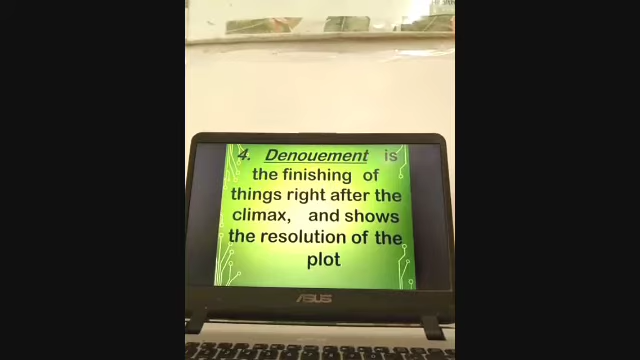 4. Denouement is
the finishing of
things right after the
climax, and shows
the resolution of the
plot
ASUS